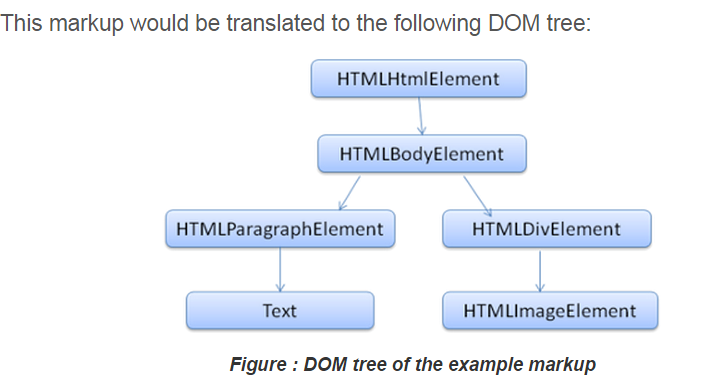 This markup would be translated to the following DOM tree:
HTMLHtmlElement
HTMLBodyElement
HTMLParagraphElement
HTMLDivElement
Text
HTMLImageElement
Figure : DOM tree of the example markup